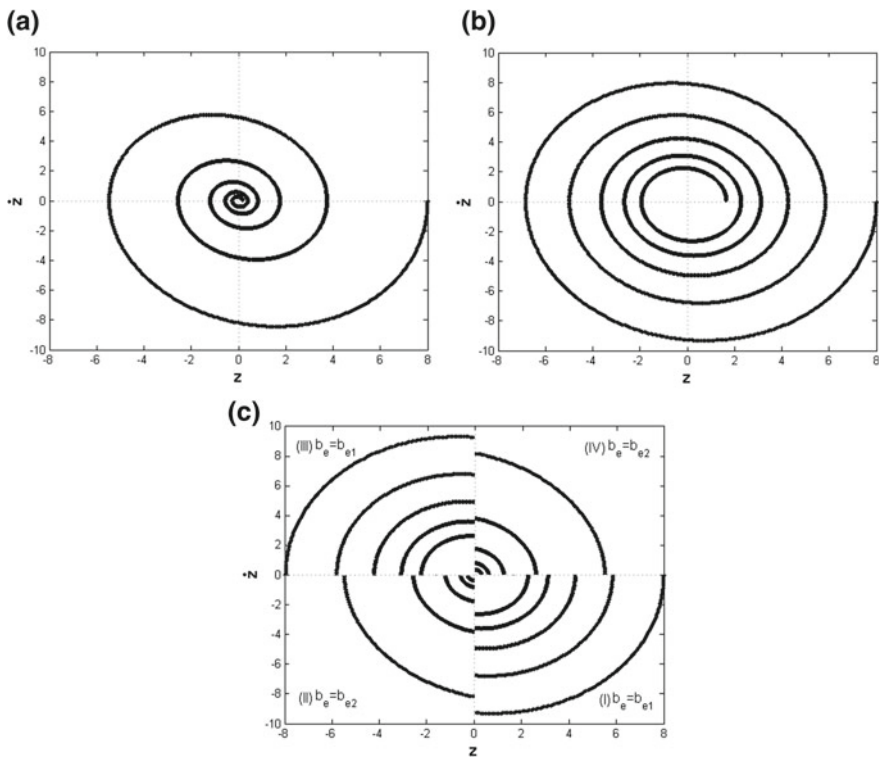 (a) (b)
10 10
8 8
6 6
4 4
2 2
ż 0 ż 0
-2 -2
-4 -4
-6 -6
-8 -8
-10 -10
-8 -6 -4 -2 0 2 4 6 8 -8 -6 -4 -2 0 2 4 6 8
z z
(c)
10
(III) b_e=b_e1 (IV) b_e=b_e2
8
6
4
2
ż 0
-2
-4
-6
-8
(II) b_e=b_e2 (I) b_e=b_e1
-10
-8 -6 -4 -2 0 2 4 6 8
z